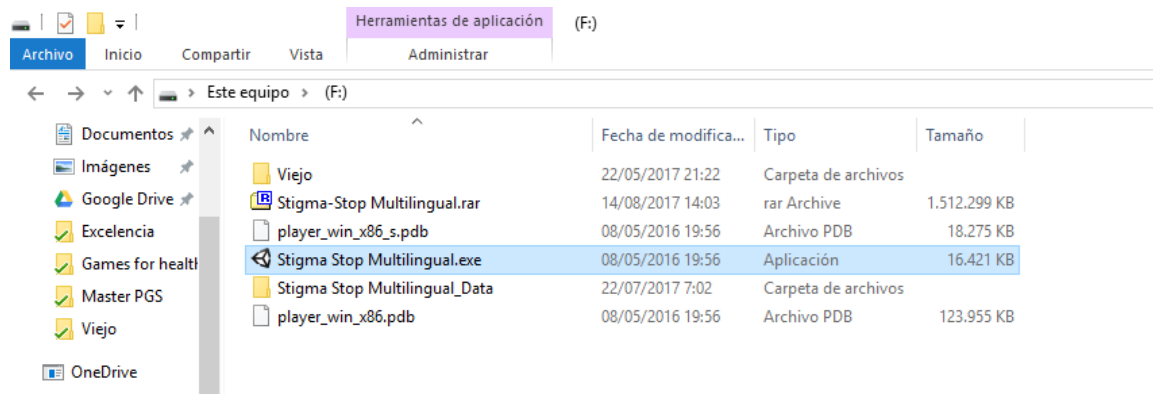 Herramientas de aplicación (F:)
Archivo Inicio Compartir Vista Administrar
Este equipo > (F:)
Documentos Nombre Fecha de modifica... Tipo Tamaño
Imágenes Viejo 22/05/2017 21:22 Carpeta de archivos
Google Drive Stigma-Stop Multilingual.rar 14/08/2017 14:03 rar Archive 1.512.299 KB
Excelencia player_win_x86_s.pdb 08/05/2016 19:56 Archivo PDB 18.275 KB
Games for health Stigma Stop Multilingual.exe 08/05/2016 19:56 Aplicación 16.421 KB
Master PGS Stigma Stop Multilingual_Data 22/07/2017 7:02 Carpeta de archivos
Viejo player_win_x86.pdb 08/05/2016 19:56 Archivo PDB 123.955 KB
OneDrive